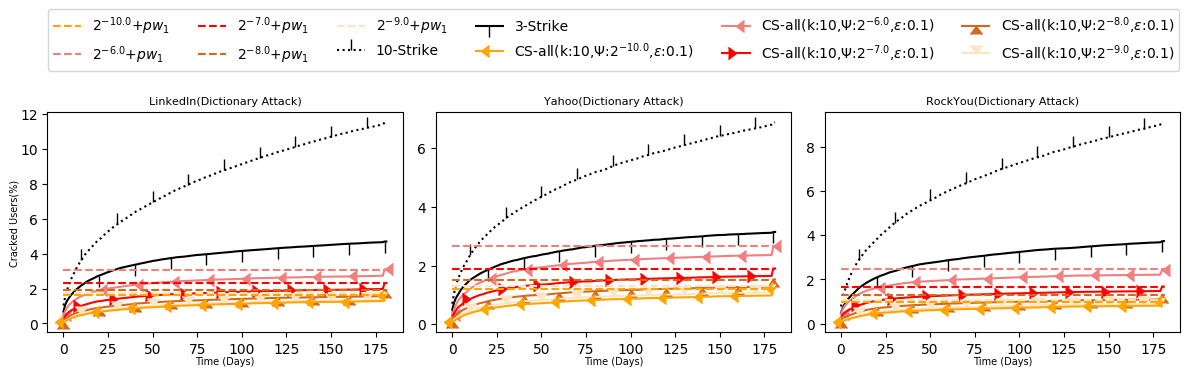 2^-10.0+pw₁ 2^-7.0+pw₁ 2^-9.0+pw₁ 3-Strike CS-all(k:10,Ψ:2^-6.0,ε:0.1) CS-all(k:10,Ψ:2^-8.0,ε:0.1)
2^-6.0+pw₁ 2^-8.0+pw₁ 10-Strike CS-all(k:10,Ψ:2^-10.0,ε:0.1) CS-all(k:10,Ψ:2^-7.0,ε:0.1) CS-all(k:10,Ψ:2^-9.0,ε:0.1)
LinkedIn(Dictionary Attack)
Cracked Users(%)
12
10
8
6
4
2
0
0 25 50 75 100 125 150 175
Time (Days)
Yahoo(Dictionary Attack)
6
4
2
0
0 25 50 75 100 125 150 175
Time (Days)
RockYou(Dictionary Attack)
8
6
4
2
0
0 25 50 75 100 125 150 175
Time (Days)